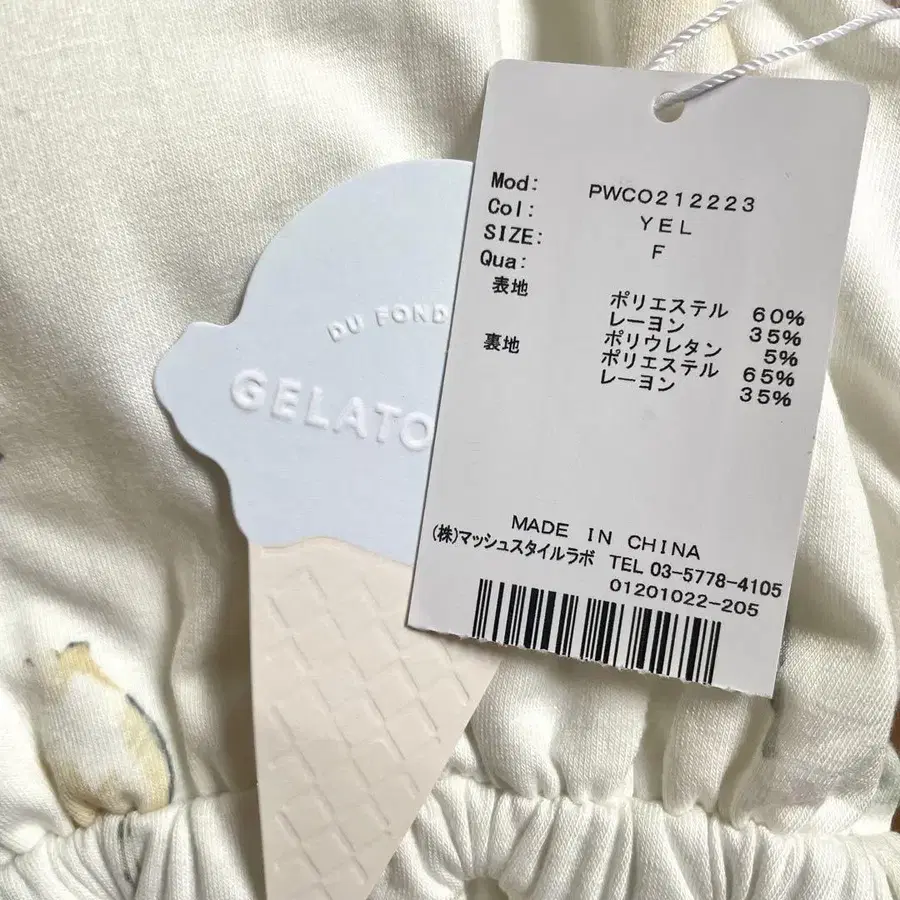 DU FOND
GELATO
Mod: PWCO212223
Col: YEL
SIZE: F
Qua:
表地 ポリエステル 60%
レーヨン 35%
ポリウレタン 5%
裏地 ポリエステル 65%
レーヨン 35%
MADE IN CHINA
(株)マッシュスタイルラボ TEL 03-5778-4105
01201022-205